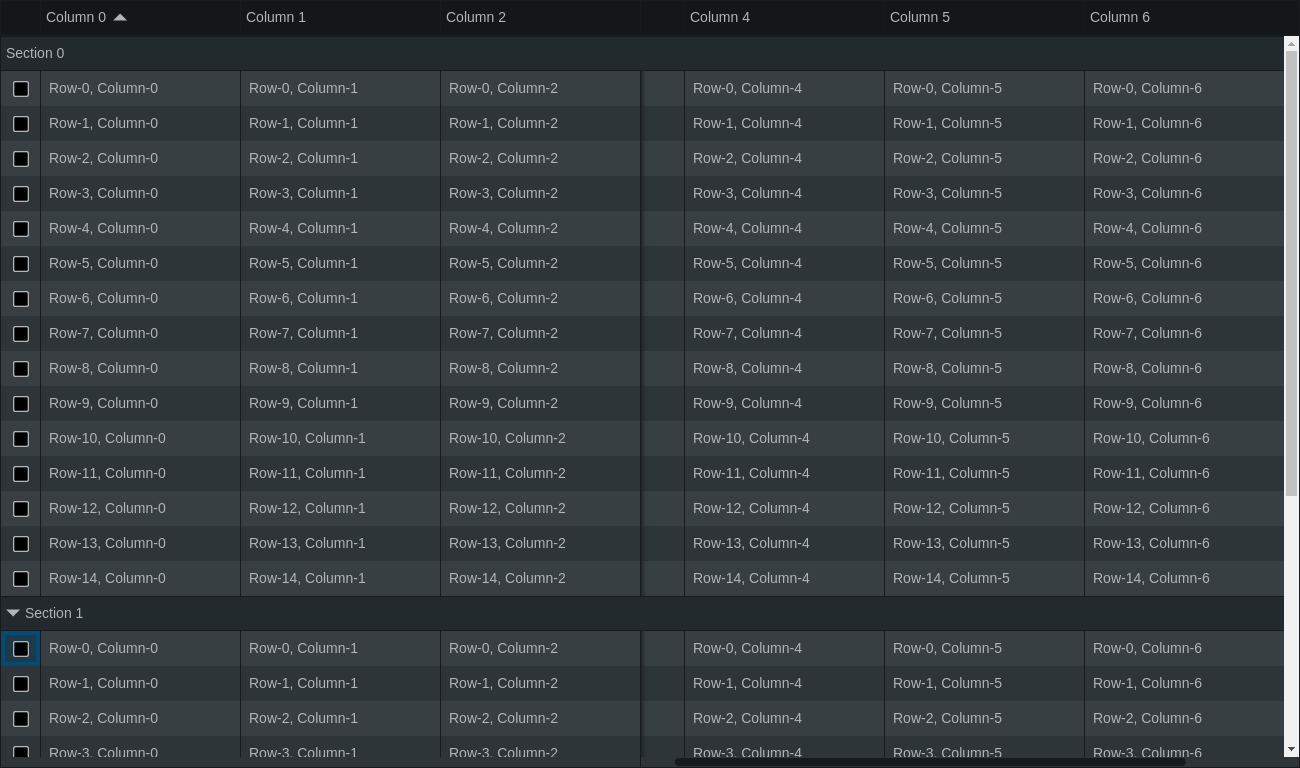 Column 0 Column 1 Column 2 Column 4 Column 5 Column 6
Section 0
Row-0, Column-0 Row-0, Column-1 Row-0, Column-2 Row-0, Column-4 Row-0, Column-5 Row-0, Column-6
Row-1, Column-0 Row-1, Column-1 Row-1, Column-2 Row-1, Column-4 Row-1, Column-5 Row-1, Column-6
Row-2, Column-0 Row-2, Column-1 Row-2, Column-2 Row-2, Column-4 Row-2, Column-5 Row-2, Column-6
Row-3, Column-0 Row-3, Column-1 Row-3, Column-2 Row-3, Column-4 Row-3, Column-5 Row-3, Column-6
Row-4, Column-0 Row-4, Column-1 Row-4, Column-2 Row-4, Column-4 Row-4, Column-5 Row-4, Column-6
Row-5, Column-0 Row-5, Column-1 Row-5, Column-2 Row-5, Column-4 Row-5, Column-5 Row-5, Column-6
Row-6, Column-0 Row-6, Column-1 Row-6, Column-2 Row-6, Column-4 Row-6, Column-5 Row-6, Column-6
Row-7, Column-0 Row-7, Column-1 Row-7, Column-2 Row-7, Column-4 Row-7, Column-5 Row-7, Column-6
Row-8, Column-0 Row-8, Column-1 Row-8, Column-2 Row-8, Column-4 Row-8, Column-5 Row-8, Column-6
Row-9, Column-0 Row-9, Column-1 Row-9, Column-2 Row-9, Column-4 Row-9, Column-5 Row-9, Column-6
Row-10, Column-0 Row-10, Column-1 Row-10, Column-2 Row-10, Column-4 Row-10, Column-5 Row-10, Column-6
Row-11, Column-0 Row-11, Column-1 Row-11, Column-2 Row-11, Column-4 Row-11, Column-5 Row-11, Column-6
Row-12, Column-0 Row-12, Column-1 Row-12, Column-2 Row-12, Column-4 Row-12, Column-5 Row-12, Column-6
Row-13, Column-0 Row-13, Column-1 Row-13, Column-2 Row-13, Column-4 Row-13, Column-5 Row-13, Column-6
Row-14, Column-0 Row-14, Column-1 Row-14, Column-2 Row-14, Column-4 Row-14, Column-5 Row-14, Column-6
Section 1
Row-0, Column-0 Row-0, Column-1 Row-0, Column-2 Row-0, Column-4 Row-0, Column-5 Row-0, Column-6
Row-1, Column-0 Row-1, Column-1 Row-1, Column-2 Row-1, Column-4 Row-1, Column-5 Row-1, Column-6
Row-2, Column-0 Row-2, Column-1 Row-2, Column-2 Row-2, Column-4 Row-2, Column-5 Row-2, Column-6
Row-3, Column-0 Row-3, Column-1 Row-3, Column-2 Row-3, Column-4 Row-3, Column-5 Row-3, Column-6